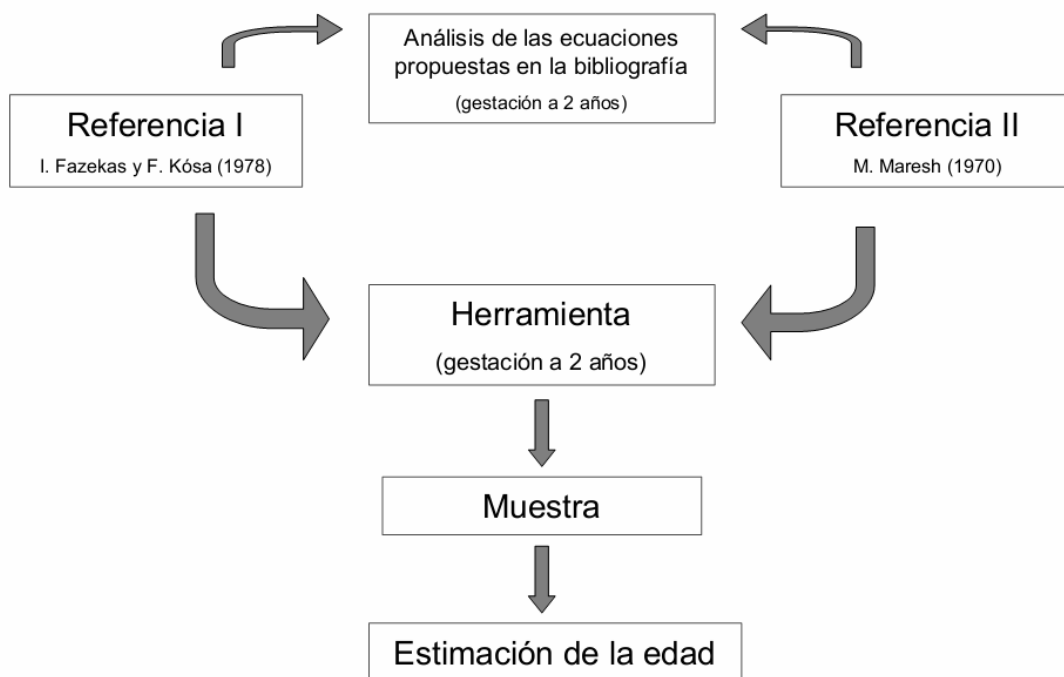 Análisis de las ecuaciones
propuestas en la bibliografía
(gestación a 2 años)
Referencia I
I. Fazekas y F. Kósa (1978)
Referencia II
M. Maresh (1970)
Herramienta
(gestación a 2 años)
Muestra
Estimación de la edad